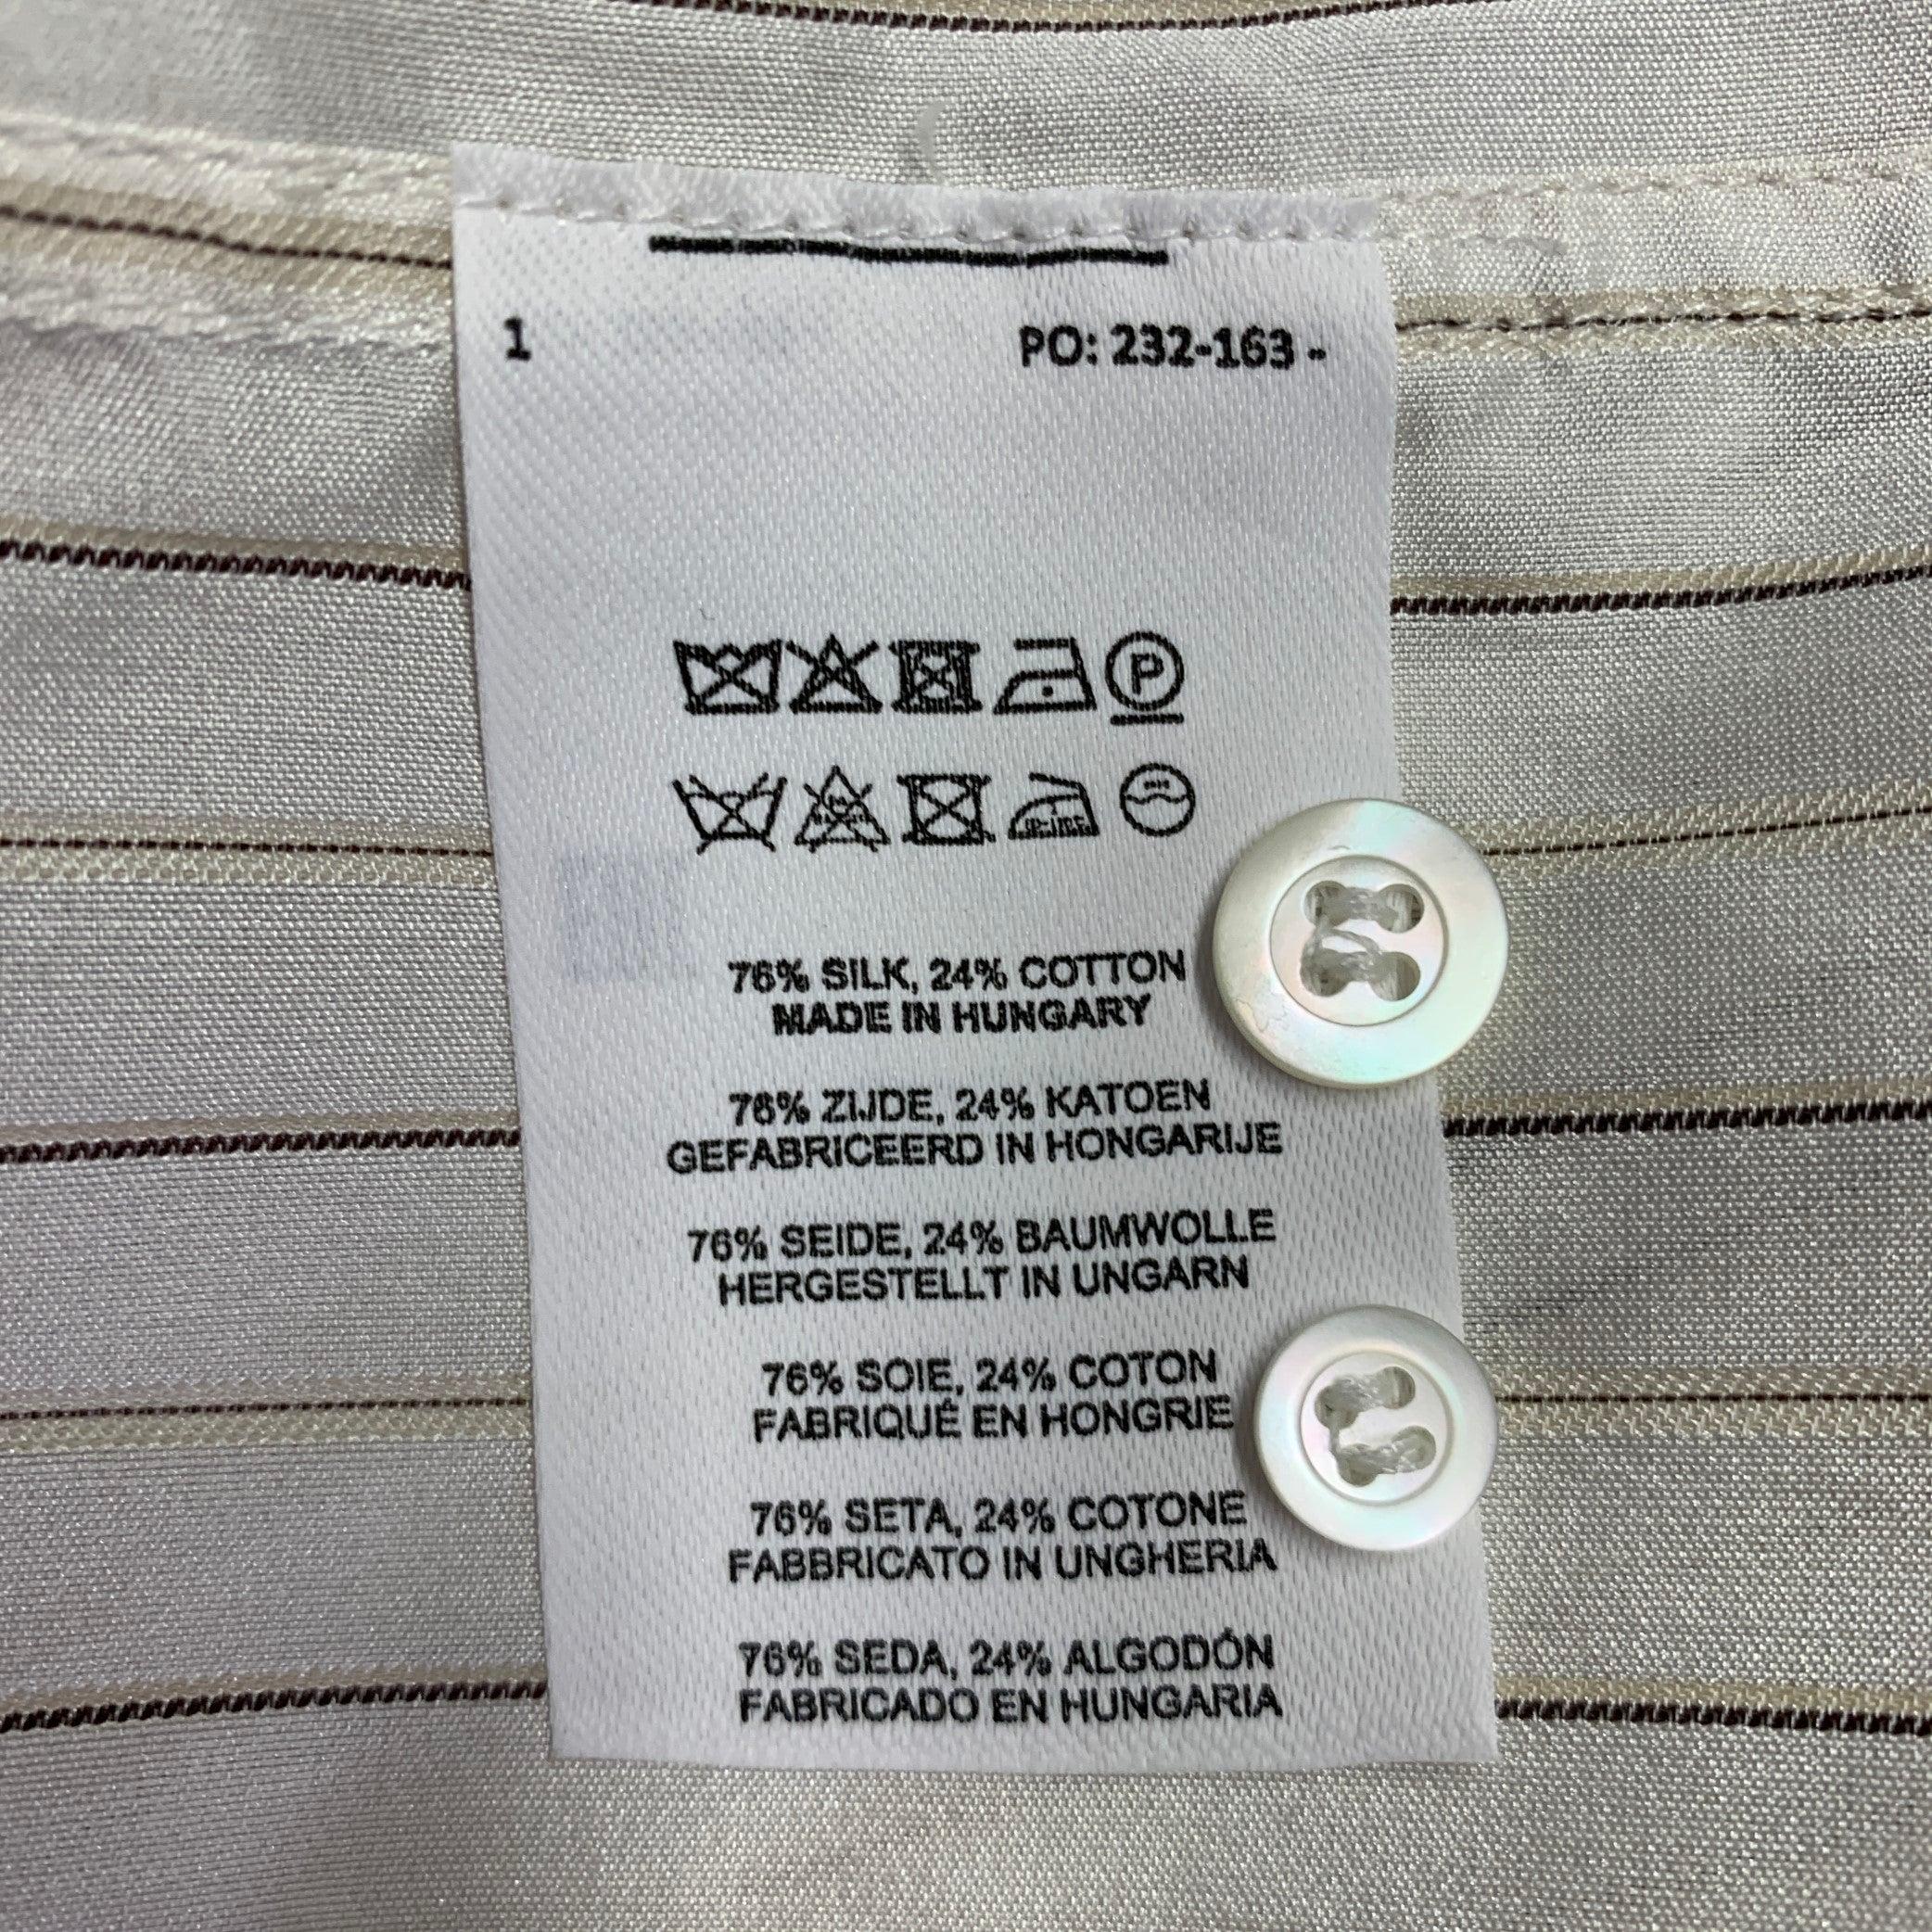 1 PO: 232-163 -
P
76% SILK, 24% COTTON
MADE IN HUNGARY
76% ZIJDE, 24% KATOEN
GEFABRICEERD IN HONGARIJE
76% SEIDE, 24% BAUMWOLLE
HERGESTELLT IN UNGARN
76% SOIE, 24% COTON
FABRIQUÉ EN HONGRIE
76% SETA, 24% COTONE
FABBRICATO IN UNGHERIA
76% SEDA, 24% ALGODÓN
FABRICADO EN HUNGARIA